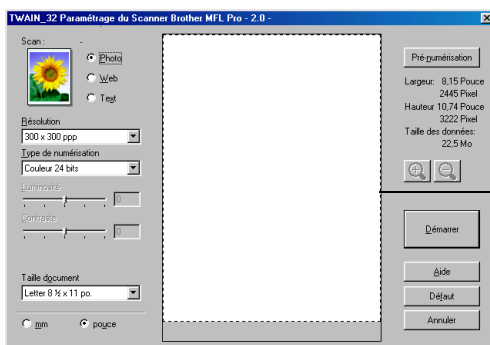 TWAIN_32 Paramétrage du Scanner Brother MFL Pro - 2.0 -
Scan :
Photo
Web
Text
Résolution
300 x 300 ppp
Type de numérisation
Couleur 24 bits
Luminosité
0
Contraste
0
Taille document
Letter 8 ½ x 11 po.
mm
pouce
Pré-numérisation
Largeur: 8,15 Pouce
2445 Pixel
Hauteur 10,74 Pouce
3222 Pixel
Taille des données:
22,5 Mo
Démarrer
Aide
Défaut
Annuler